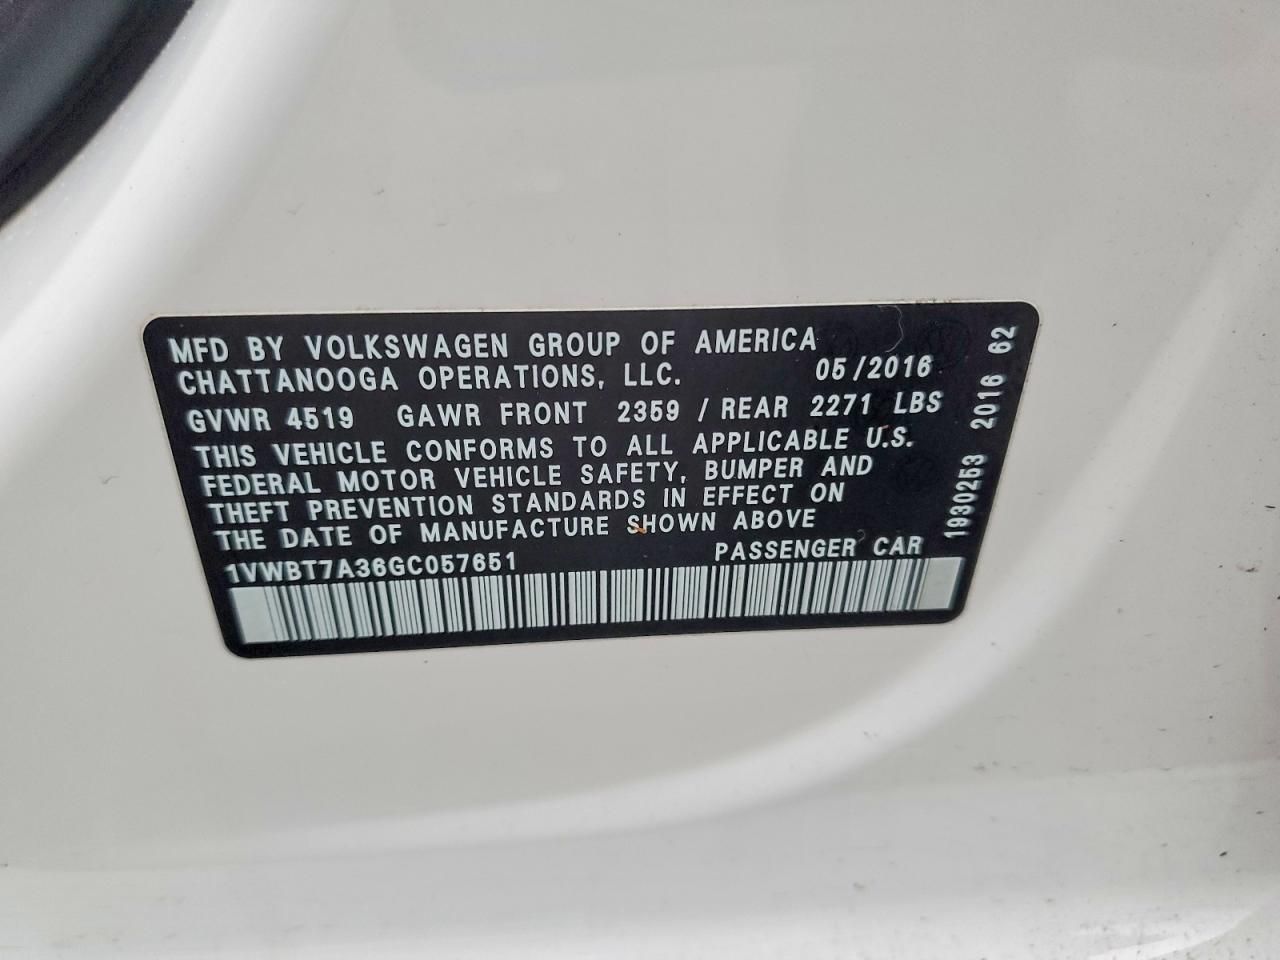 MFD BY VOLKSWAGEN GROUP OF AMERICA
CHATTANOOGA OPERATIONS, LLC. 05/2016
GVWR 4519 GAWR FRONT 2359 / REAR 2271 LBS
THIS VEHICLE CONFORMS TO ALL APPLICABLE U.S.
FEDERAL MOTOR VEHICLE SAFETY, BUMPER AND
THEFT PREVENTION STANDARDS IN EFFECT ON
THE DATE OF MANUFACTURE SHOWN ABOVE
1VWBT7A36GC057651 PASSENGER CAR
1930253 2016 62